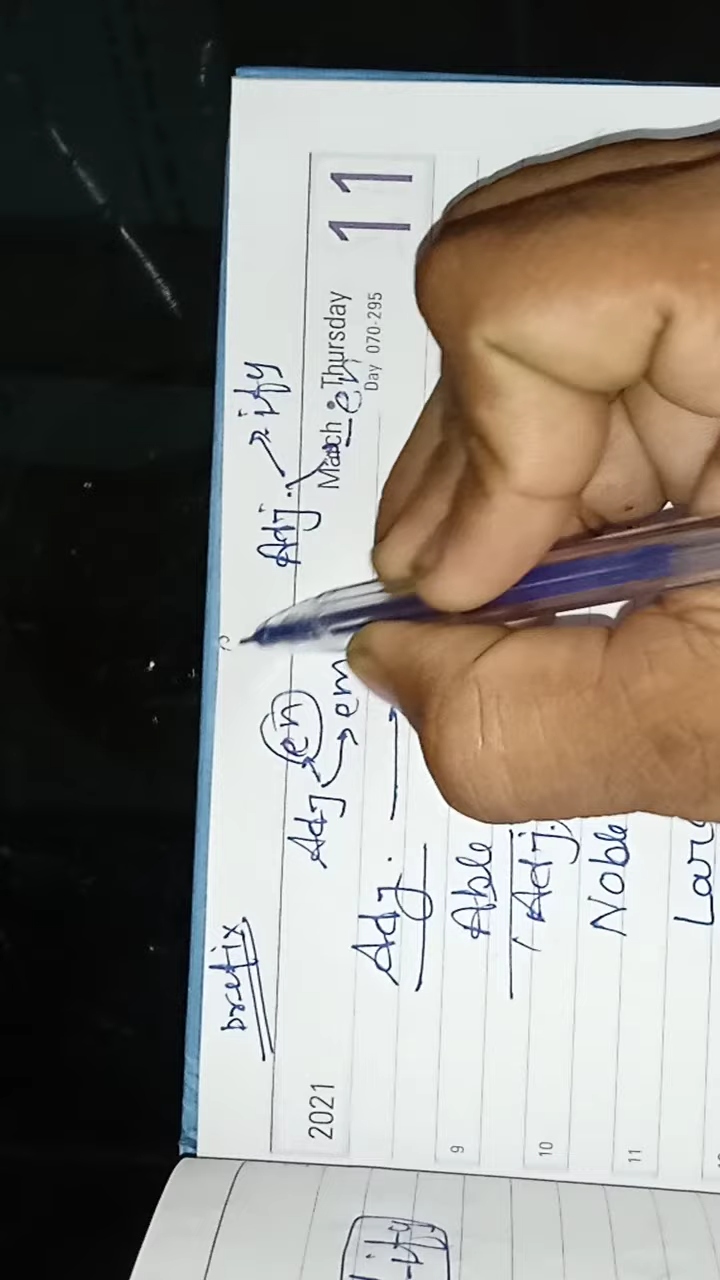 prefix
Adj → en Adj. → ify
→ em → en
2021 March Thursday 11
Day 070-295
Adj.
9 Able
10 (Adj.)
11 Noble
ify